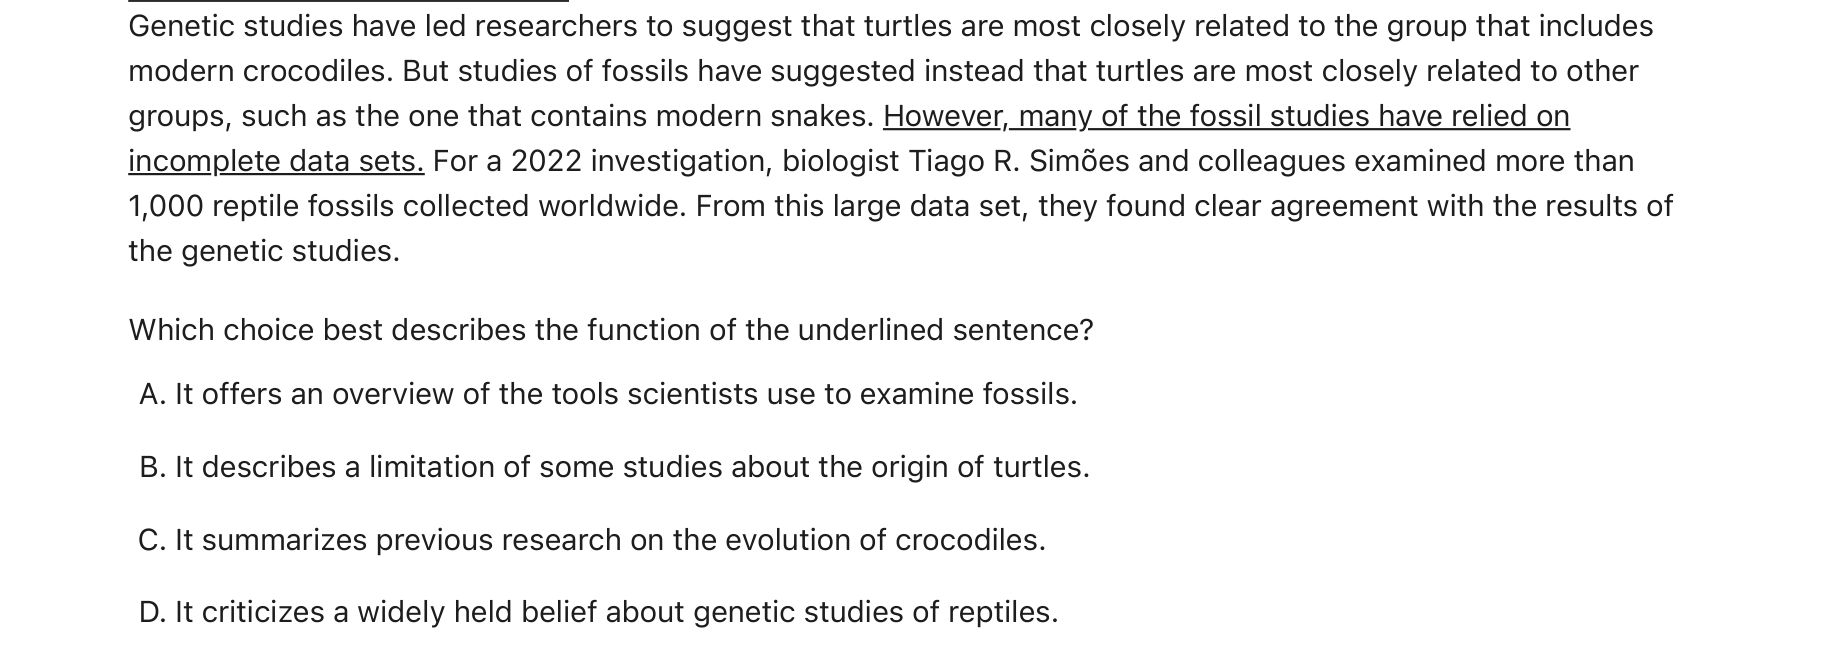 Genetic studies have led researchers to suggest that turtles are most closely related to the group that includes
modern crocodiles. But studies of fossils have suggested instead that turtles are most closely related to other
groups, such as the one that contains modern snakes. However, many of the fossil studies have relied on
incomplete data sets. For a 2022 investigation, biologist Tiago R. Simões and colleagues examined more than
1,000 reptile fossils collected worldwide. From this large data set, they found clear agreement with the results of
the genetic studies.
Which choice best describes the function of the underlined sentence?
A. It offers an overview of the tools scientists use to examine fossils.
B. It describes a limitation of some studies about the origin of turtles.
C. It summarizes previous research on the evolution of crocodiles.
D. It criticizes a widely held belief about genetic studies of reptiles.